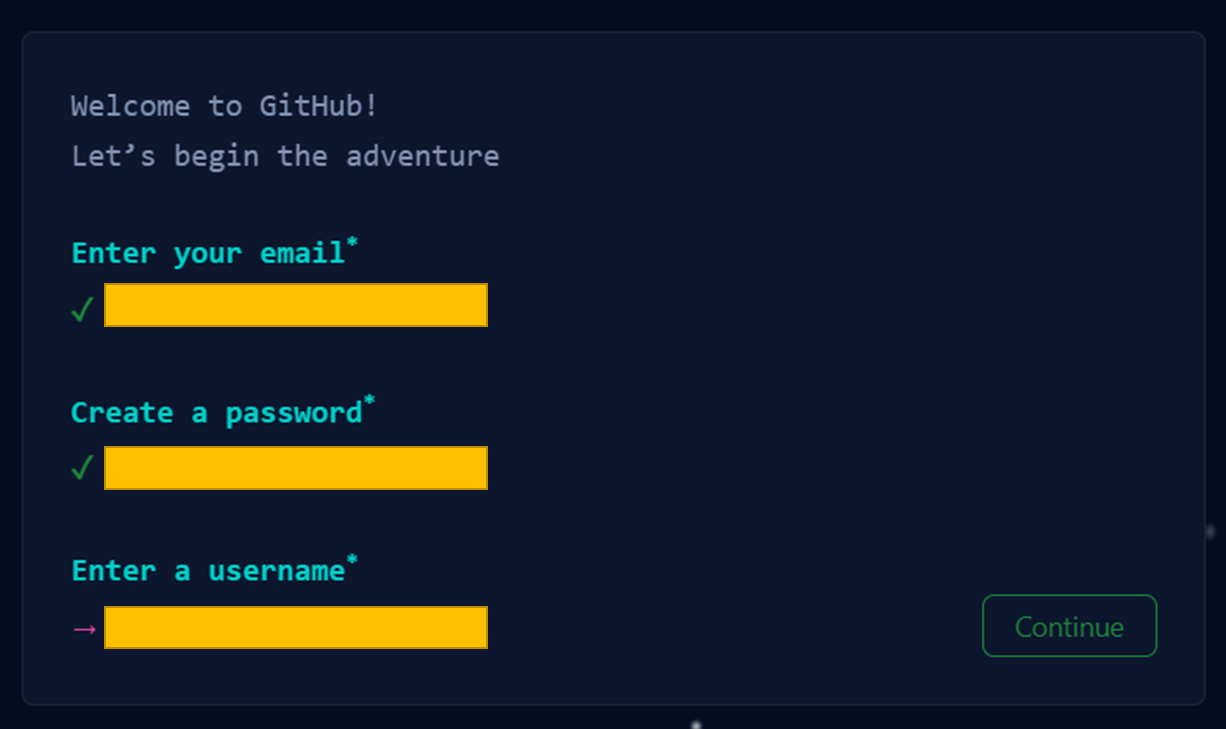 Welcome to GitHub!
Let’s begin the adventure
Enter your email*
✓
Create a password*
✓
Enter a username*
→
Continue